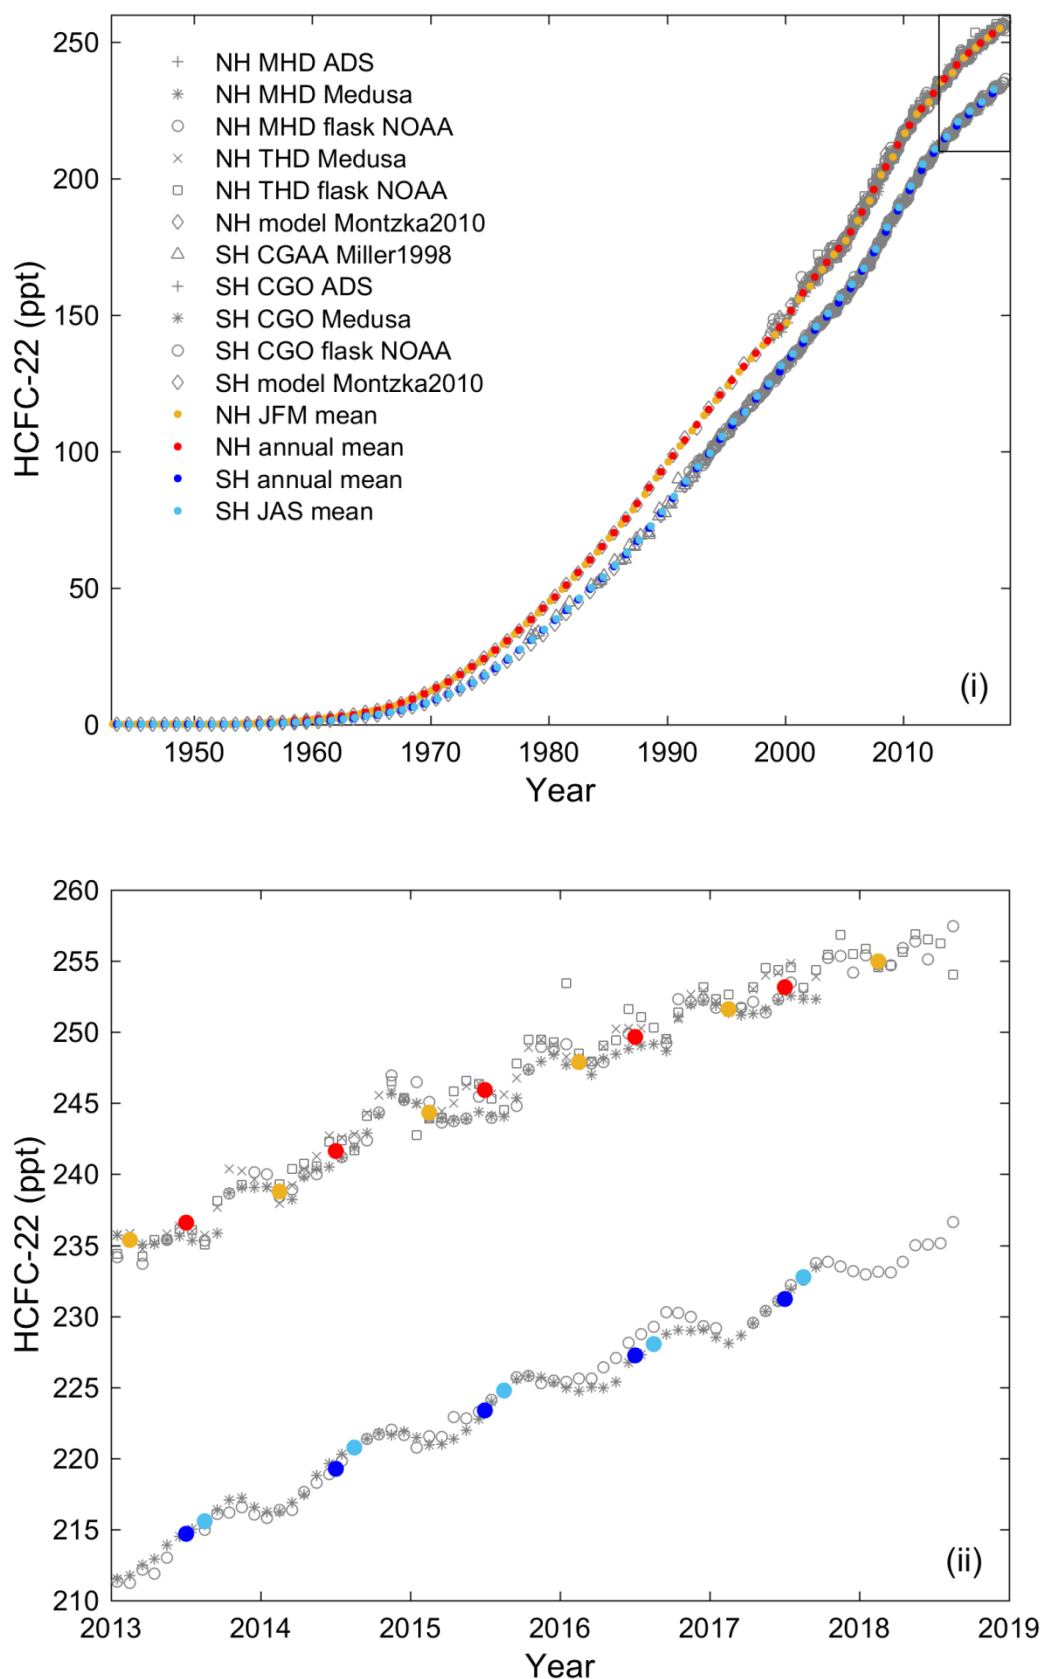 250
200
150
100
50
0
HCFC-22 (ppt)
NH MHD ADS
NH MHD Medusa
NH MHD flask NOAA
NH THD Medusa
NH THD flask NOAA
NH model Montzka2010
SH CGAA Miller1998
SH CGO ADS
SH CGO Medusa
SH CGO flask NOAA
SH model Montzka2010
NH JFM mean
NH annual mean
SH annual mean
SH JAS mean
(i)
1950 1960 1970 1980 1990 2000 2010
Year
260
255
250
245
240
235
230
225
220
215
210
HCFC-22 (ppt)
(ii)
2013 2014 2015 2016 2017 2018 2019
Year